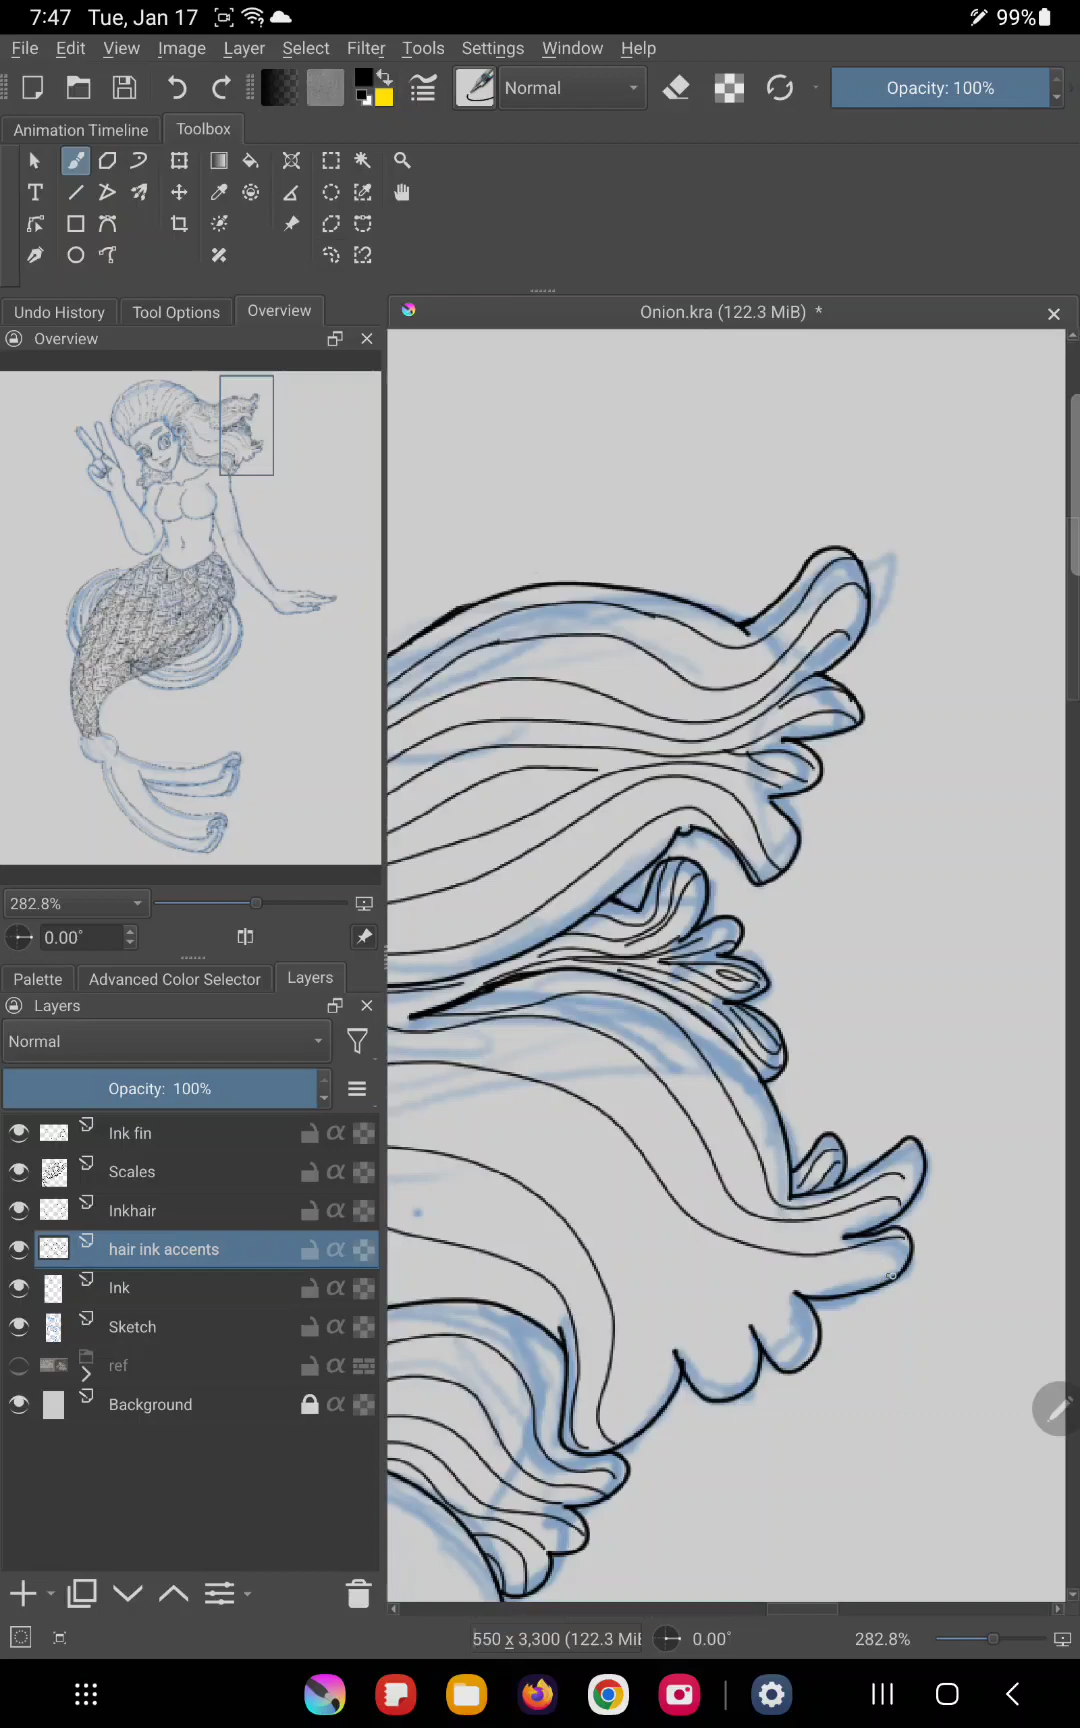 7:47 Tue, Jan 17 99%
File Edit View Image Layer Select Filter Tools Settings Window Help
Normal Opacity: 100%
Animation Timeline Toolbox
Undo History Tool Options Overview
Onion.kra (122.3 MiB) *
Overview
282.8%
0.00°
Palette Advanced Color Selector Layers
Layers
Normal
Opacity: 100%
Ink fin
Scales
Inkhair
hair ink accents
Ink
Sketch
ref
Background
550 x 3,300 (122.3 MiE 0.00° 282.8%